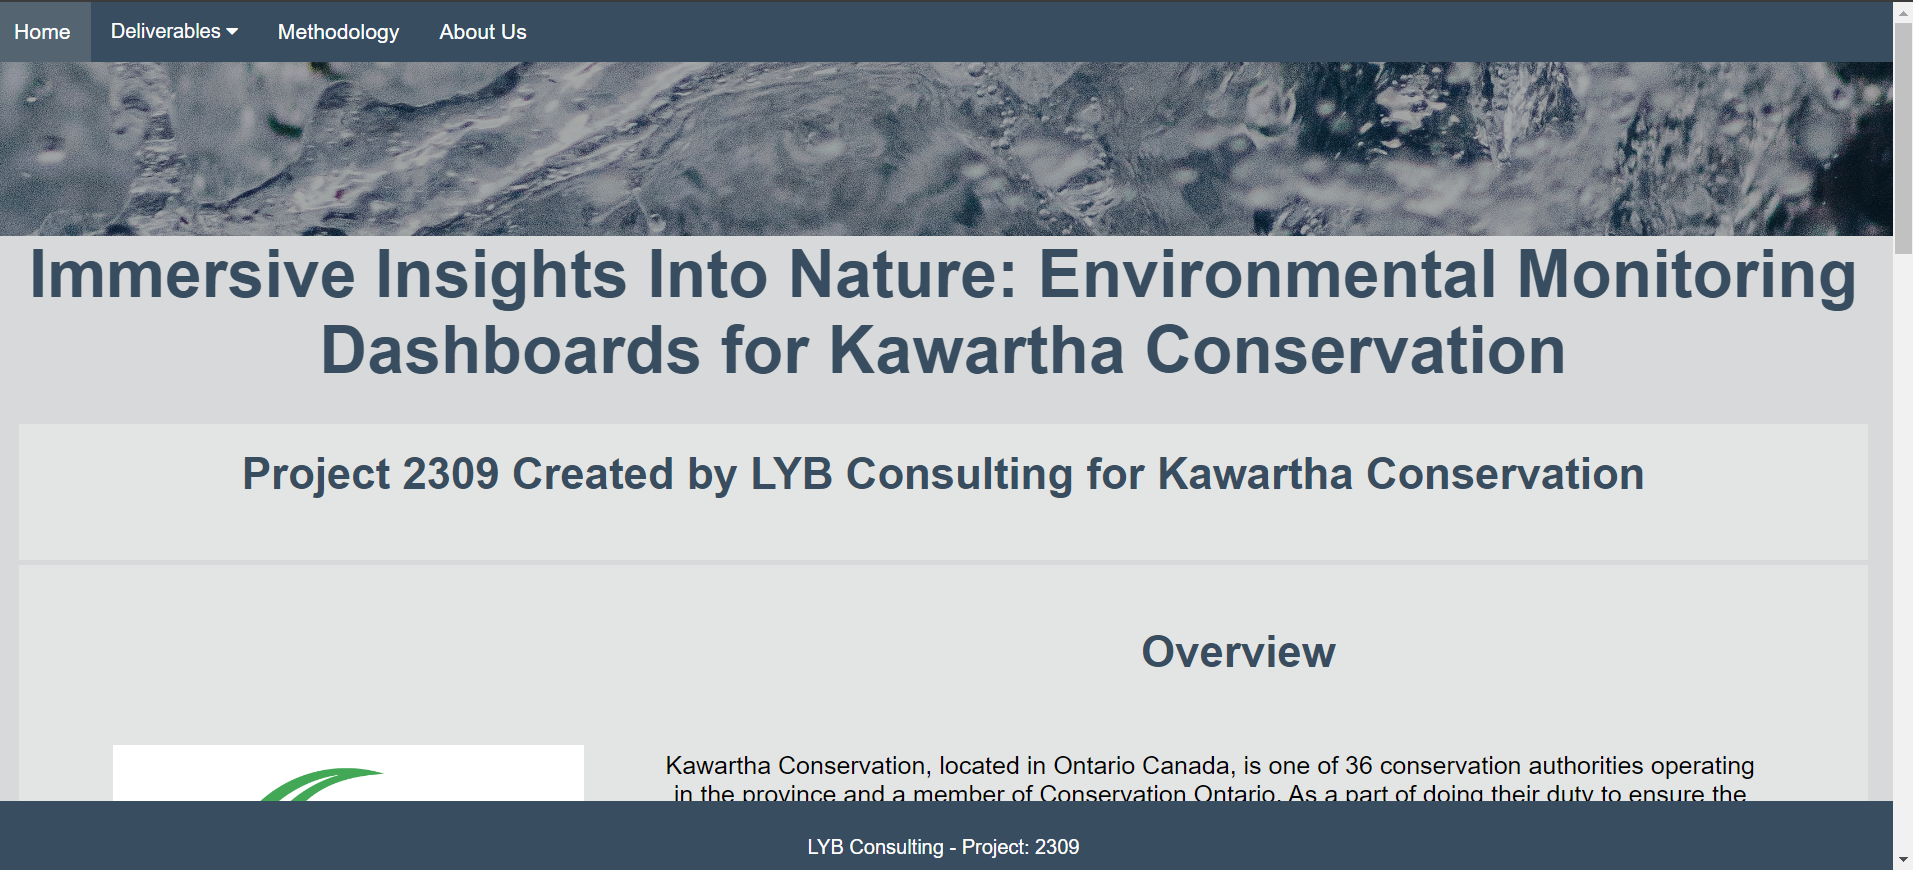 Home Deliverables Methodology About Us
Immersive Insights Into Nature: Environmental Monitoring
Dashboards for Kawartha Conservation
Project 2309 Created by LYB Consulting for Kawartha Conservation
Overview
Kawartha Conservation, located in Ontario Canada, is one of 36 conservation authorities operating
in the province and a member of Conservation Ontario. As a part of doing their duty to ensure the
LYB Consulting - Project: 2309